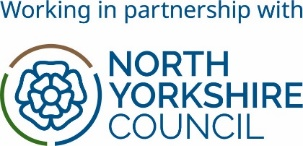 Working in partnership with
NORTH
YORKSHIRE
COUNCIL